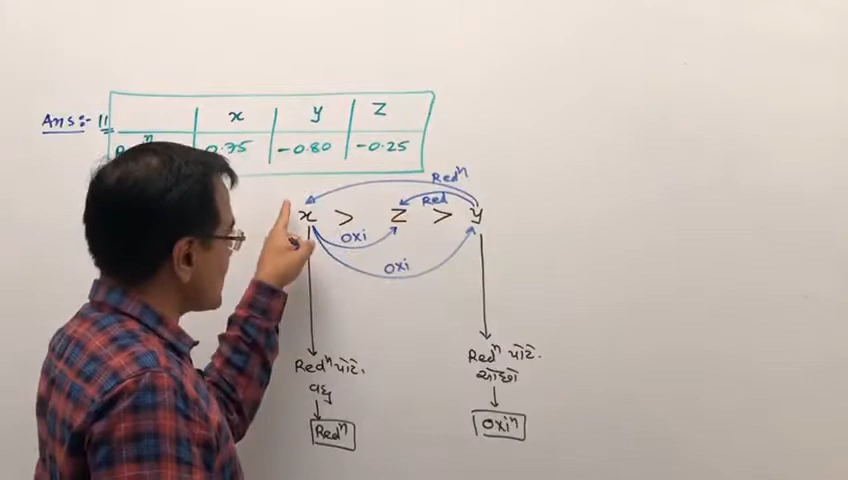 Ans:- 11
x y Z
0.75 -0.80 -0.25
Redⁿ
Red
x > Z > y
oxi
oxi
Redⁿ માટે.
વધુ
Redⁿ
Redⁿ માટે.
ઓછો
oxiⁿ